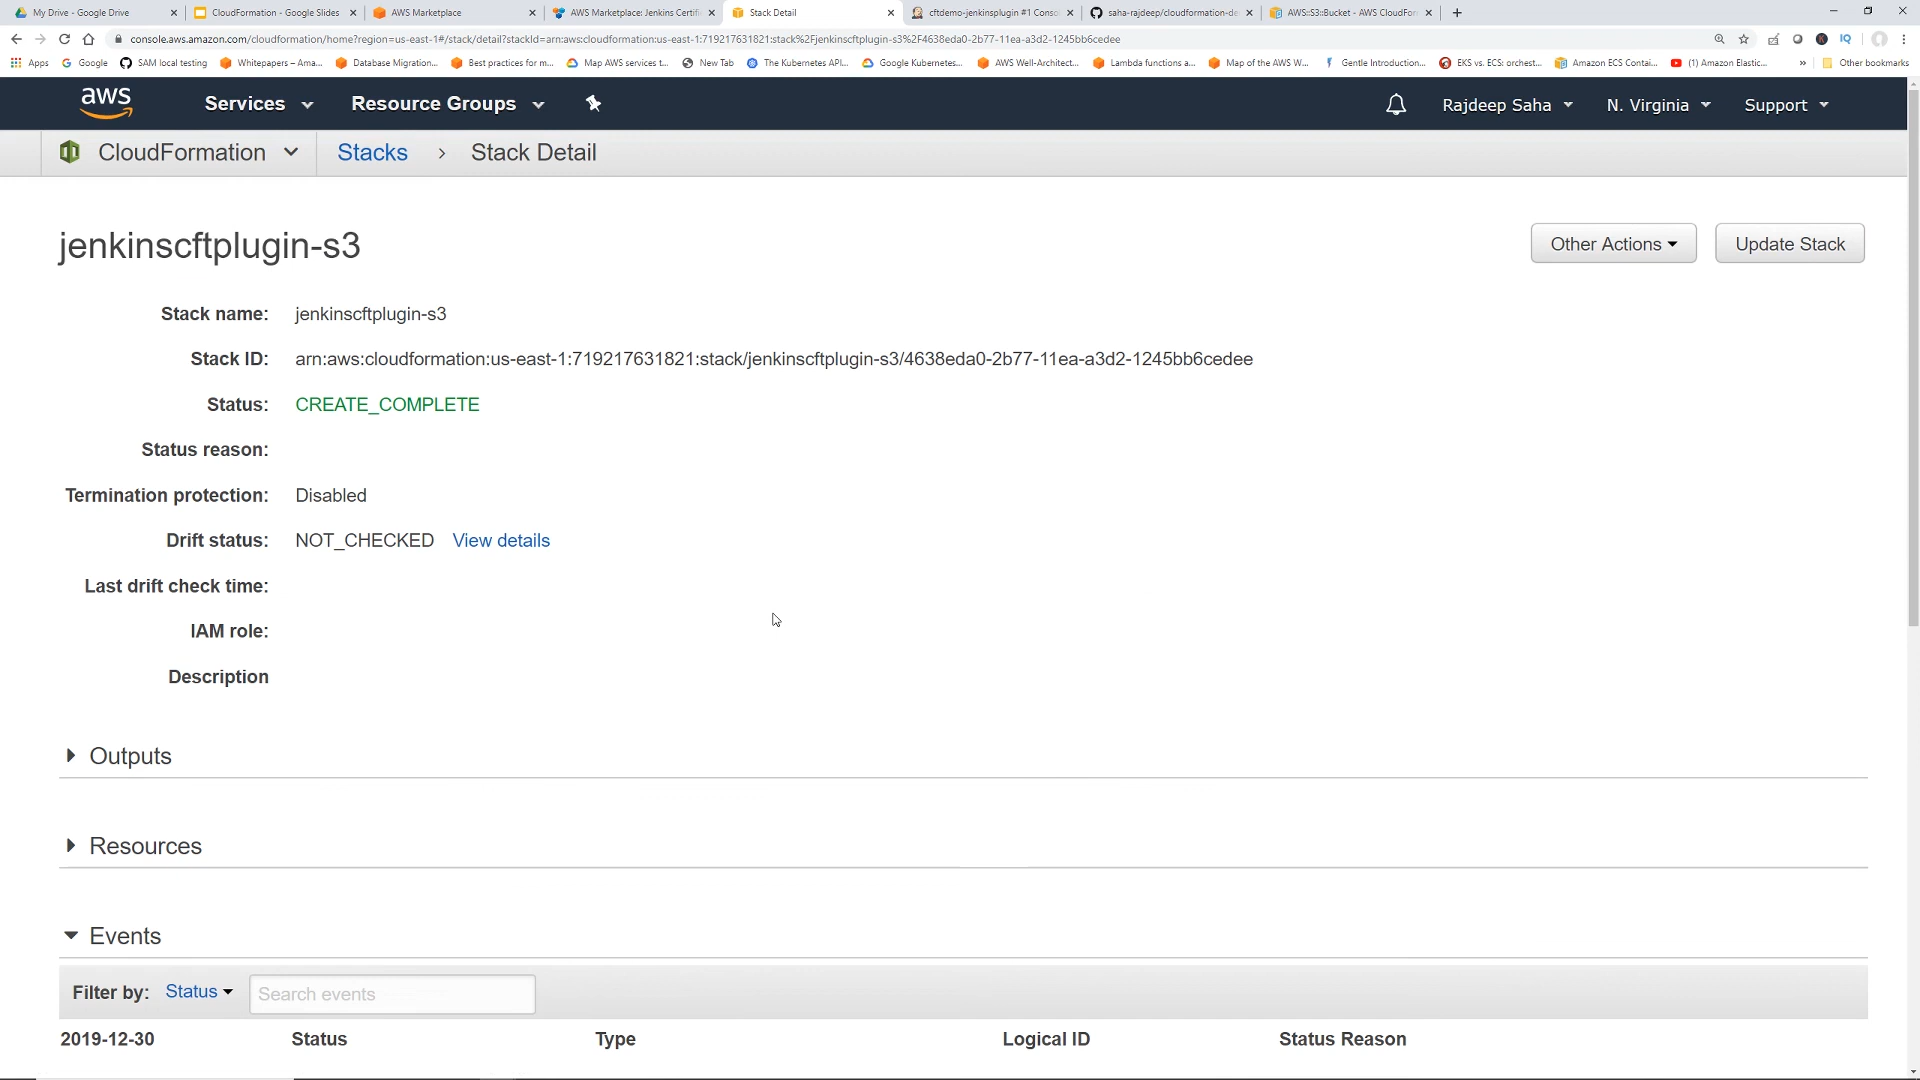 My Drive - Google Drive
CloudFormation - Google Slides
AWS Marketplace
AWS Marketplace: Jenkins Certifi
Stack Detail
cftdemo-jenkinsplugin #1 Conso
saha-rajdeep/cloudformation-de
AWS::S3::Bucket - AWS CloudFor
console.aws.amazon.com/cloudformation/home?region=us-east-1#/stack/detail?stackId=arn:aws:cloudformation:us-east-1:719217631821:stack%2Fjenkinscftplugin-s3%2F4638eda0-2b77-11ea-a3d2-1245bb6cedee
Apps
Google
SAM local testing
Whitepapers – Ama...
Database Migration...
Best practices for m...
Map AWS services t...
New Tab
The Kubernetes API...
Google Kubernetes...
AWS Well-Architect...
Lambda functions a...
Map of the AWS W...
Gentle Introduction...
EKS vs. ECS: orchest...
Amazon ECS Contai...
(1) Amazon Elastic...
»
Other bookmarks
aws
Services
Resource Groups
Rajdeep Saha
N. Virginia
Support
CloudFormation
Stacks
Stack Detail
jenkinscftplugin-s3
Other Actions
Update Stack
Stack name: jenkinscftplugin-s3
Stack ID: arn:aws:cloudformation:us-east-1:719217631821:stack/jenkinscftplugin-s3/4638eda0-2b77-11ea-a3d2-1245bb6cedee
Status: CREATE_COMPLETE
Status reason:
Termination protection: Disabled
Drift status: NOT_CHECKED View details
Last drift check time:
IAM role:
Description
Outputs
Resources
Events
Filter by: Status Search events
2019-12-30 Status Type Logical ID Status Reason